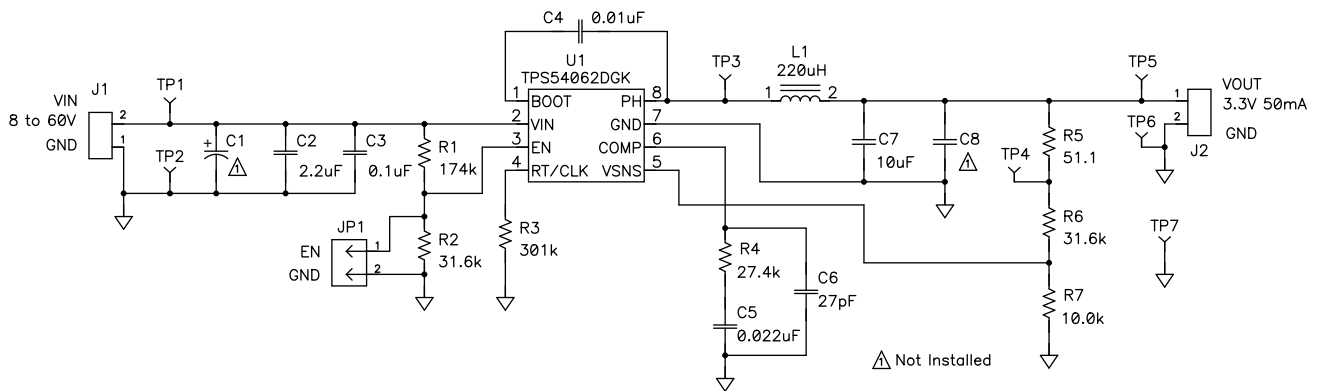 C4
0.01uF
U1
TPS54062DGK
L1
220uH
TP3
TP5
J1
TP1
VIN
8 to 60V
GND
2
1
TP2
C1
1
C2
2.2uF
C3
0.1uF
R1
174k
1
2
3
4
BOOT
VIN
EN
RT/CLK
PH
GND
COMP
VSNS
8
7
6
5
1
2
C7
10uF
C8
1
TP4
R5
51.1
TP6
1
2
VOUT
3.3V 50mA
GND
J2
JP1
EN
GND
1
2
R2
31.6k
R3
301k
R4
27.4k
C6
27pF
C5
0.022uF
R6
31.6k
TP7
R7
10.0k
1 Not Installed